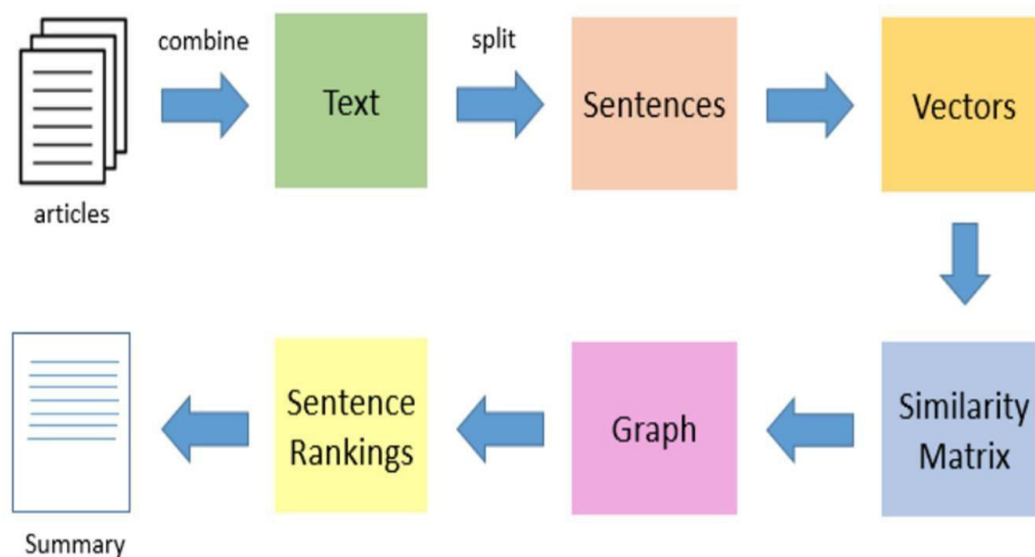 combine
split
Text
Sentences
Vectors
articles
Similarity
Matrix
Graph
Sentence
Rankings
Summary